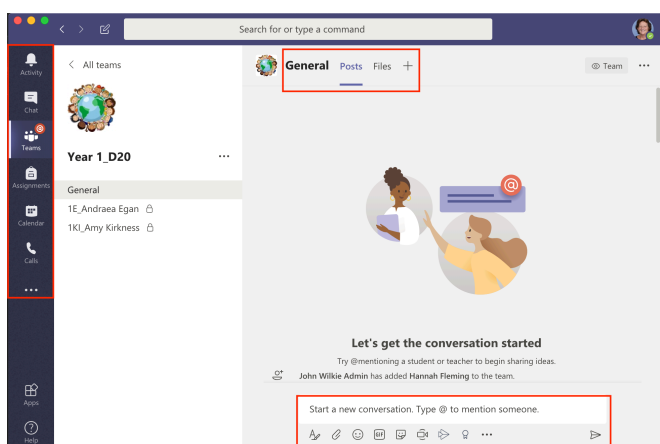 Search for or type a command
Activity
Chat
Teams
Assignments
Calendar
Calls
Apps
Help
All teams
Year 1_D20
General
1E_Andraea Egan
1KI_Amy Kirkness
General Posts Files +
Team
@
Let's get the conversation started
Try @mentioning a student or teacher to begin sharing ideas.
John Wilkie Admin has added Hannah Fleming to the team.
Start a new conversation. Type @ to mention someone.
GIF